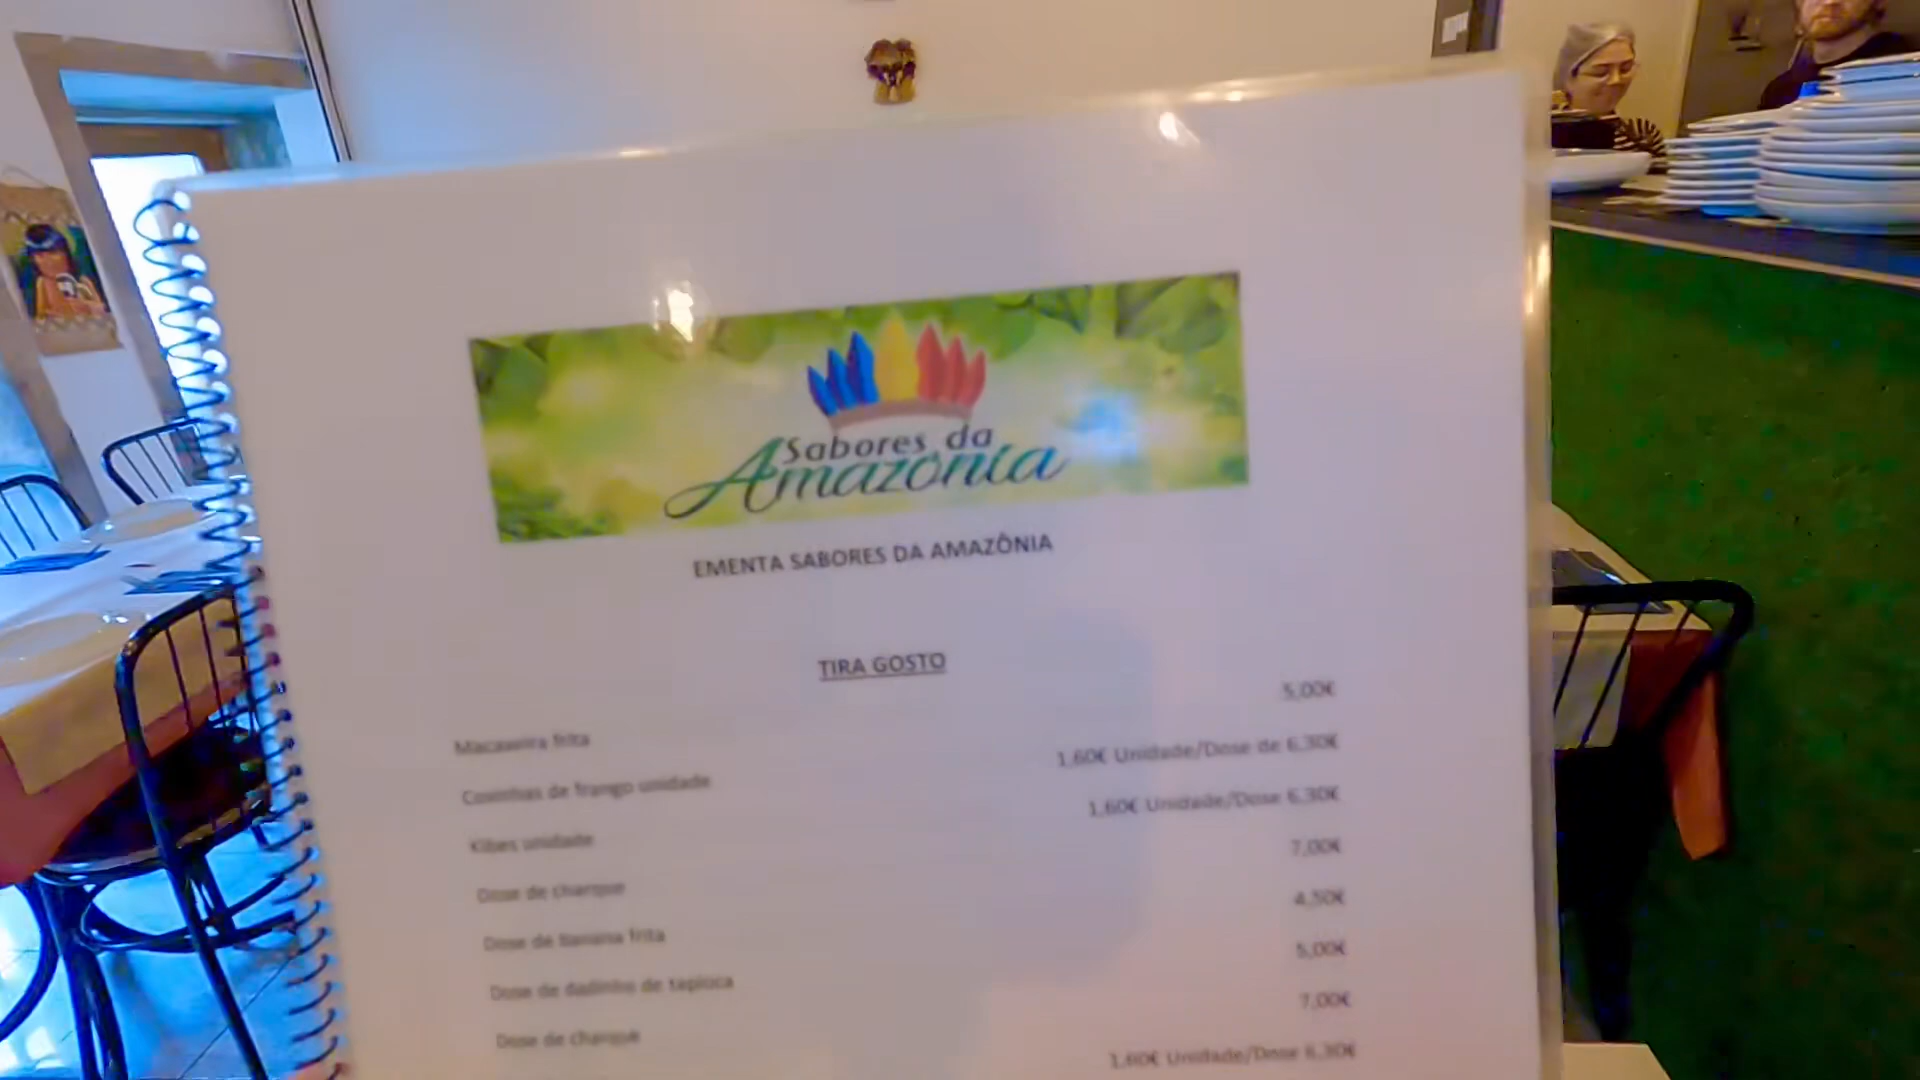 Sabores da
Amazônia
EMENTA SABORES DA AMAZÔNIA
TIRA GOSTO
5,00€
Macaxeira frita
1,60€ Unidade/Dose de 6,30€
Coxinhas de frango unidade
1,60€ Unidade/Dose 6,30€
Kibes unidade
7,00€
Dose de charque
4,50€
Dose de banana frita
5,00€
Dose de dadinho de tapioca
7,00€
Dose de charque
1,60€ Unidade/Dose 6,30€